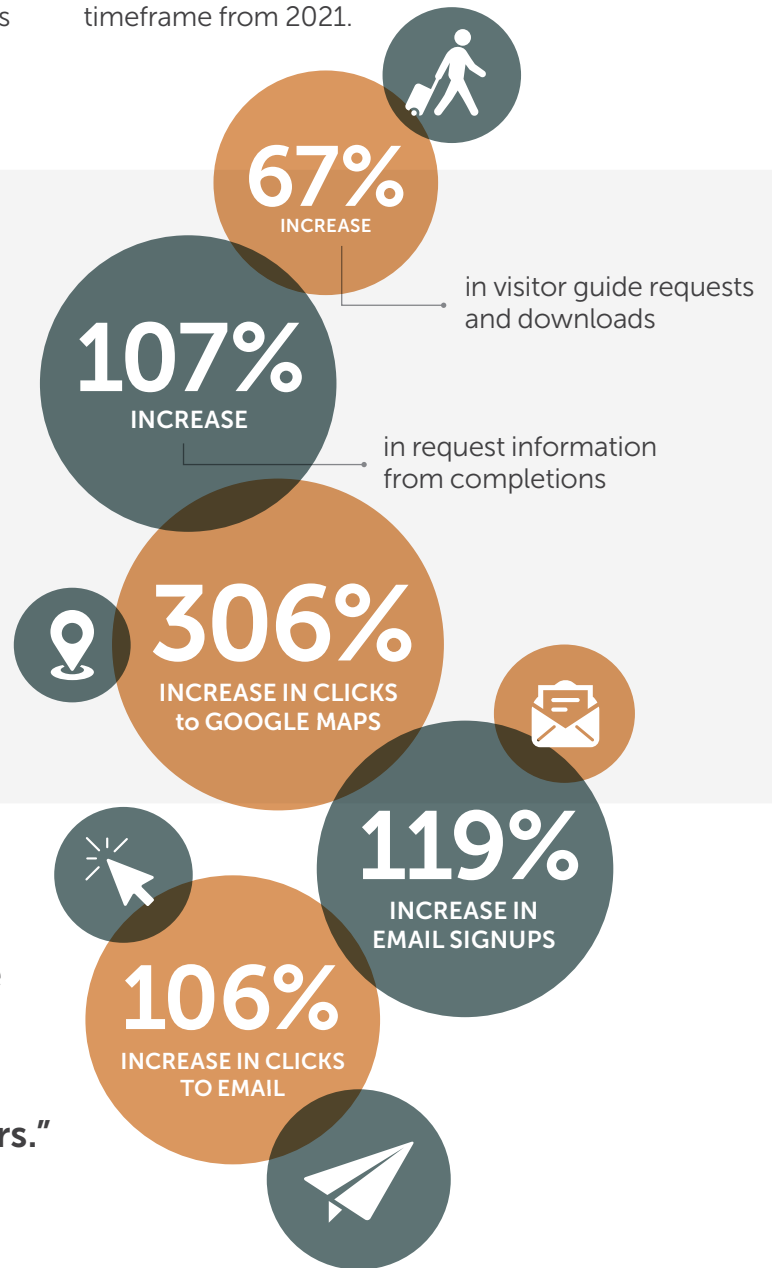 s
timeframe from 2021.
67%
INCREASE
in visitor guide requests
and downloads
107%
INCREASE
in request information
from completions
306%
INCREASE IN CLICKS
to GOOGLE MAPS
119%
INCREASE IN
EMAIL SIGNUPS
106%
INCREASE IN CLICKS
TO EMAIL
rs.”